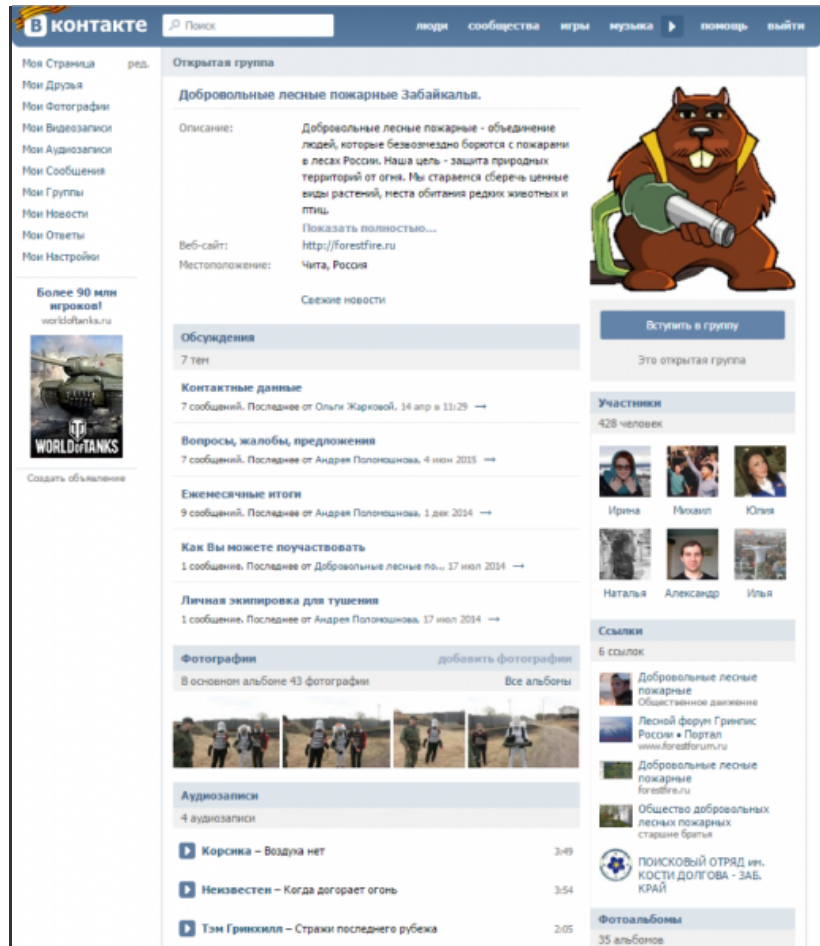 В контакте
Поиск
люди сообщества игры музыка помощь выйти
Моя Страница ред.
Мои Друзья
Мои Фотографии
Мои Видеозаписи
Мои Аудиозаписи
Мои Сообщения
Мои Группы
Мои Новости
Мои Ответы
Мои Настройки
Более 90 млн
игроков!
worldoftanks.ru
WORLD OF TANKS
Создать объявление
Открытая группа
Добровольные лесные пожарные Забайкалья.
Описание: Добровольные лесные пожарные - объединение
людей, которые безвозмездно борются с пожарами
в лесах России. Наша цель - защита природных
территорий от огня. Мы стараемся сберечь ценные
виды растений, места обитания редких животных и
птиц.
Показать полностью...
Веб-сайт: http://forestfire.ru
Местоположение: Чита, Россия
Свежие новости
Обсуждения
7 тем
Контактные данные
7 сообщений. Последнее от Ольги Жарковой, 14 апр в 11:29 →
Вопросы, жалобы, предложения
7 сообщений. Последнее от Андрея Поломошнова, 4 июн 2015 →
Ежемесячные итоги
9 сообщений. Последнее от Андрея Поломошнова, 1 дек 2014 →
Как Вы можете поучаствовать
1 сообщение. Последнее от Добровольные лесные по..., 17 июл 2014 →
Личная экипировка для тушения
1 сообщение. Последнее от Андрея Поломошнова, 17 июл 2014 →
Фотографии добавить фотографии
В основном альбоме 43 фотографии Все альбомы
Аудиозаписи
4 аудиозаписи
Корсика – Воздуха нет 3:49
Неизвестен – Когда догорает огонь 3:54
Тэм Гринхилл – Стражи последнего рубежа 2:05
Вступить в группу
Это открытая группа
Участники
428 человек
Ирина Михаил Юлия
Наталья Александр Илья
Ссылки
6 ссылок
Добровольные лесные
пожарные
Общественное движение
Лесной форум Гринпис
России • Портал
www.forestforum.ru
Добровольные лесные
пожарные
forestfire.ru
Общество добровольных
лесных пожарных
старшие братья
ПОИСКОВЫЙ ОТРЯД им.
КОСТИ ДОЛГОВА - ЗАБ.
КРАЙ
Фотоальбомы
35 альбомов